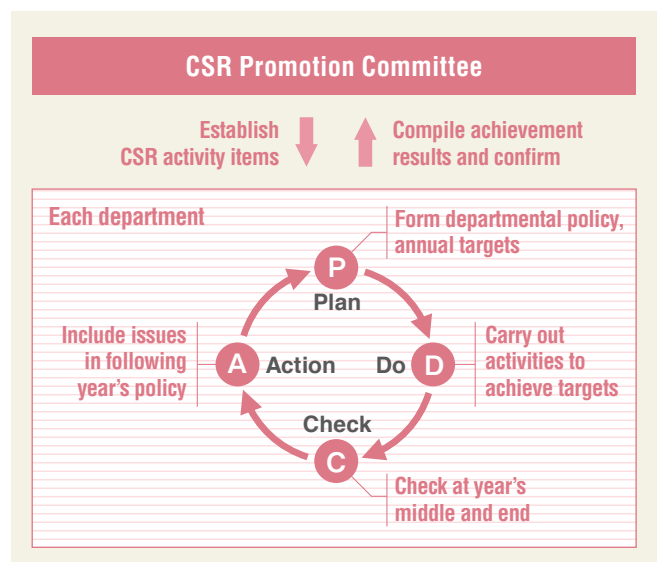 CSR Promotion Committee
Establish
CSR activity items
Compile achievement
results and confirm
Each department
Form departmental policy,
annual targets
P
Plan
Include issues
in following
year's policy
A Action
Do D
Carry out
activities to
achieve targets
Check
C
Check at year's
middle and end